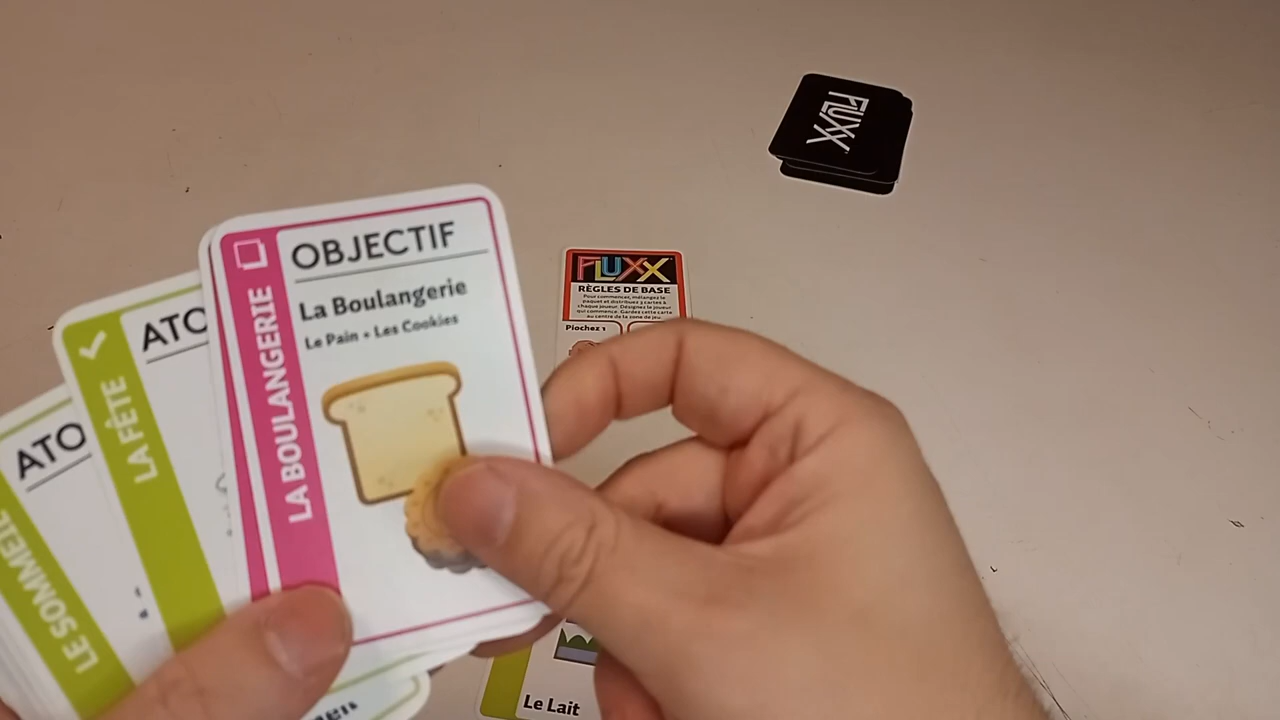 FLUXX
OBJECTIF
La Boulangerie
Le Pain + Les Cookies
LA BOULANGERIE
ATO
LA FÊTE
ATO
LE SOMMEIL
FLUXX
RÈGLES DE BASE
Pour commencer, mélangez le
paquet et distribuez 3 cartes à
chaque joueur. Désignez le joueur
qui commence. Gardez cette carte
au centre de la zone de jeu.
Piochez 1
Le Lait